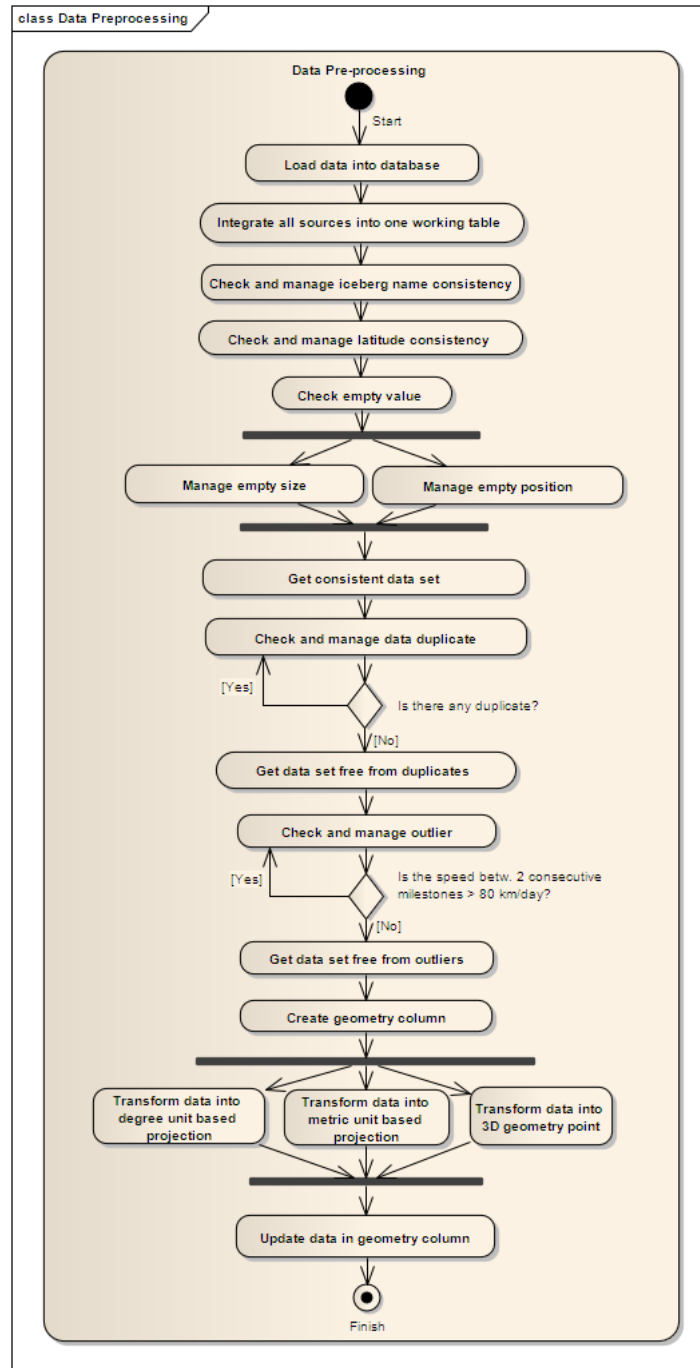 class Data Preprocessing
Data Pre-processing
Start
Load data into database
Integrate all sources into one working table
Check and manage iceberg name consistency
Check and manage latitude consistency
Check empty value
Manage empty size
Manage empty position
Get consistent data set
Check and manage data duplicate
[Yes]
Is there any duplicate?
[No]
Get data set free from duplicates
Check and manage outlier
[Yes]
Is the speed betw. 2 consecutive
milestones > 80 km/day?
[No]
Get data set free from outliers
Create geometry column
Transform data into
degree unit based
projection
Transform data into
metric unit based
projection
Transform data into
3D geometry point
Update data in geometry column
Finish